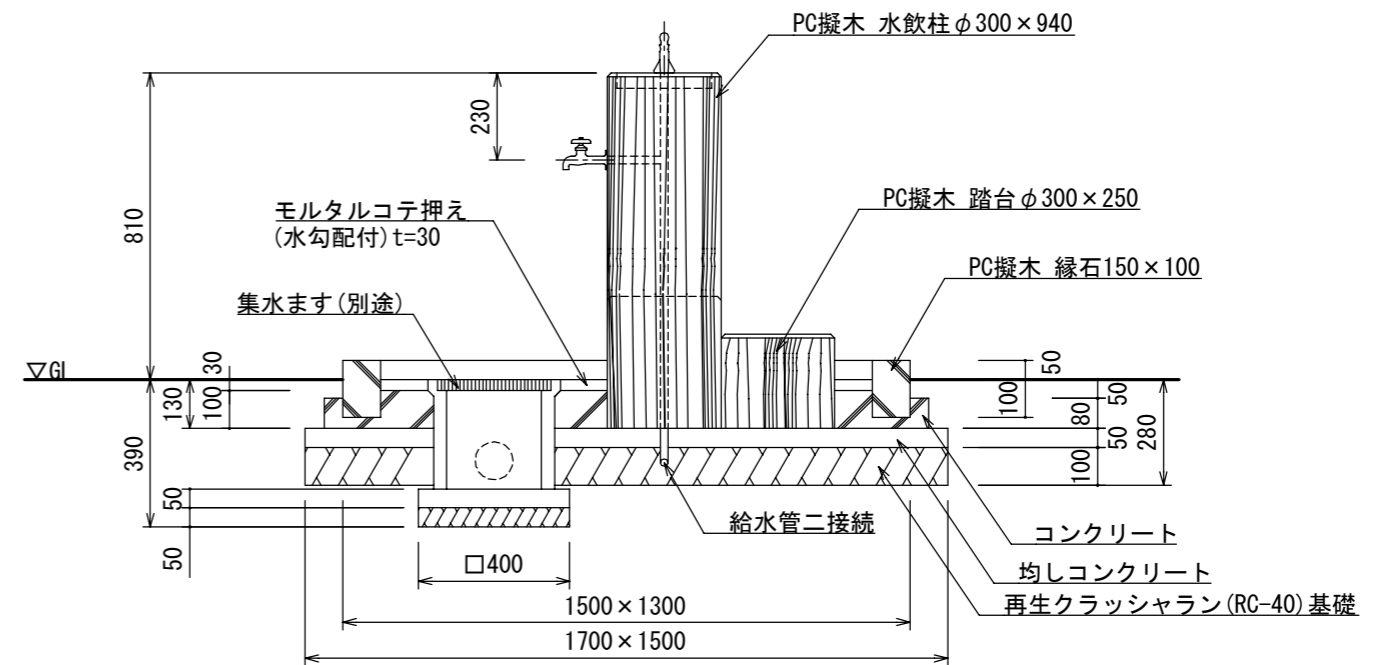 PC擬木 水飲柱φ300×940
810
230
PC擬木 踏台φ300×250
モルタルコテ押え
(水勾配付)t=30
PC擬木 縁石150×100
集水ます(別途)
▽Gl
30
50
130
100
100
50
80
280
390
50
100
50
給水管ニ接続
コンクリート
50
□400
均しコンクリート
1500×1300
再生クラッシャラン(RC-40)基礎
1700×1500